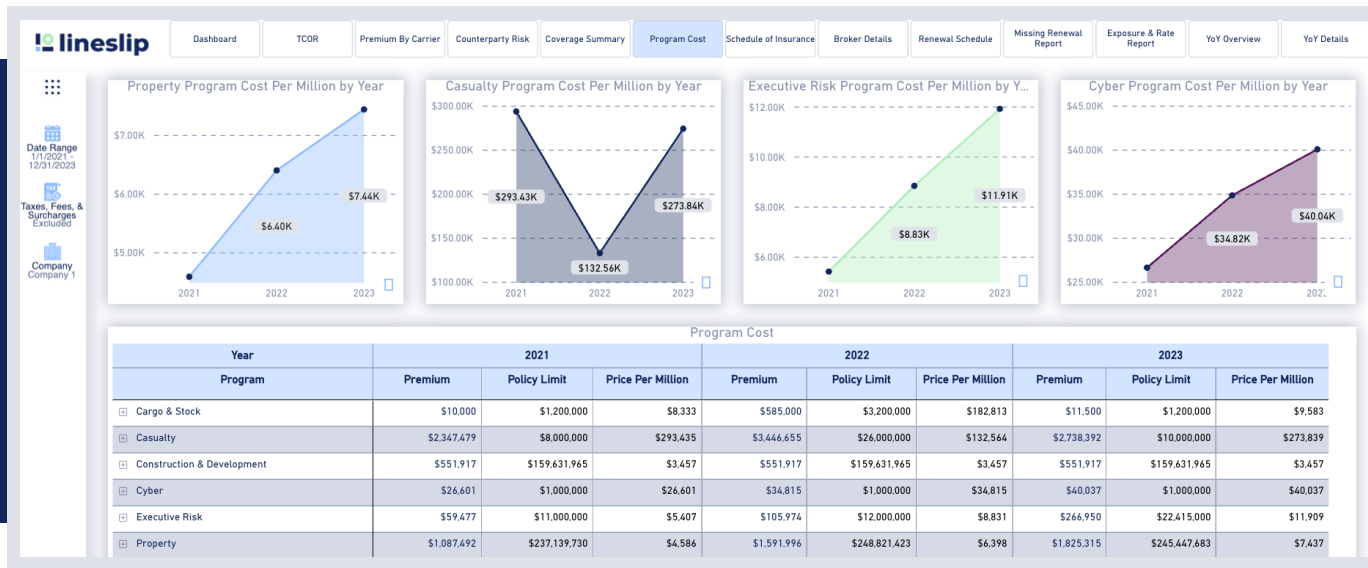 lineslip
Dashboard
TCOR
Premium By Carrier
Counterparty Risk
Coverage Summary
Program Cost
Schedule of Insurance
Broker Details
Renewal Schedule
Missing Renewal
Report
Exposure & Rate
Report
YoY Overview
YoY Details
Date Range
1/1/2021 -
12/31/2023
Taxes, Fees, &
Surcharges
Excluded
Company
Company 1
Property Program Cost Per Million by Year
$7.00K
$6.00K
$5.00K
$6.40K
$7.44K
2021 2022 2023
Casualty Program Cost Per Million by Year
$300.00K
$250.00K
$200.00K
$150.00K
$100.00K
$293.43K
$132.56K
$273.84K
2021 2022 2023
Executive Risk Program Cost Per Million by Y...
$12.00K
$10.00K
$8.00K
$6.00K
$8.83K
$11.91K
2021 2022 2023
Cyber Program Cost Per Million by Year
$45.00K
$40.00K
$35.00K
$30.00K
$25.00K
$34.82K
$40.04K
2021 2022
Program Cost
Year 2021 2022 2023
Program Premium Policy Limit Price Per Million Premium Policy Limit Price Per Million Premium Policy Limit Price Per Million
Cargo & Stock $10,000 $1,200,000 $8,333 $585,000 $3,200,000 $182,813 $11,500 $1,200,000 $9,583
Casualty $2,347,479 $8,000,000 $293,435 $3,446,655 $26,000,000 $132,564 $2,738,392 $10,000,000 $273,839
Construction & Development $551,917 $159,631,965 $3,457 $551,917 $159,631,965 $3,457 $551,917 $159,631,965 $3,457
Cyber $26,601 $1,000,000 $26,601 $34,815 $1,000,000 $34,815 $40,037 $1,000,000 $40,037
Executive Risk $59,477 $11,000,000 $5,407 $105,974 $12,000,000 $8,831 $266,950 $22,415,000 $11,909
Property $1,087,492 $237,139,730 $4,586 $1,591,996 $248,821,423 $6,398 $1,825,315 $245,447,683 $7,437